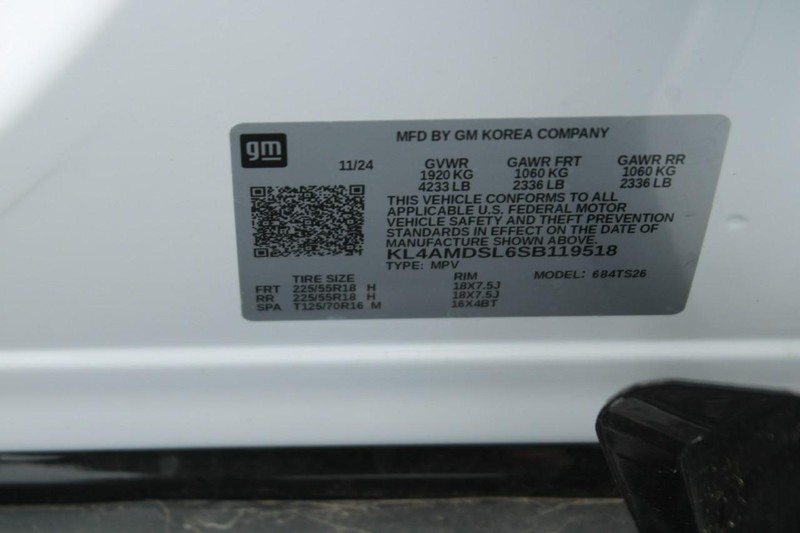 gm
MFD BY GM KOREA COMPANY
11/24 GVWR GAWR FRT GAWR RR
1920 KG 1060 KG 1060 KG
4233 LB 2336 LB 2336 LB
THIS VEHICLE CONFORMS TO ALL
APPLICABLE U.S. FEDERAL MOTOR
VEHICLE SAFETY AND THEFT PREVENTION
STANDARDS IN EFFECT ON THE DATE OF
MANUFACTURE SHOWN ABOVE.
KL4AMDSL6SB119518
TYPE: MPV MODEL: 684TS26
TIRE SIZE RIM
FRT 225/55R18 H 18X7.5J
RR 225/55R18 H 18X7.5J
SPA T125/70R16 M 16X4BT